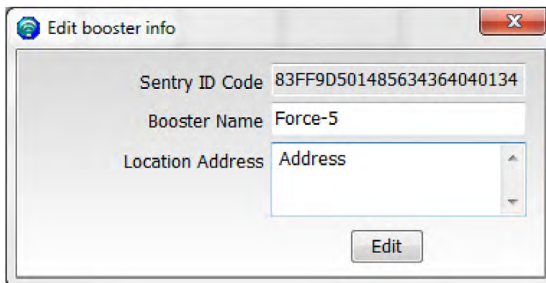 Edit booster info
Sentry ID Code 83FF9D501485634364040134
Booster Name Force-5
Location Address Address
Edit